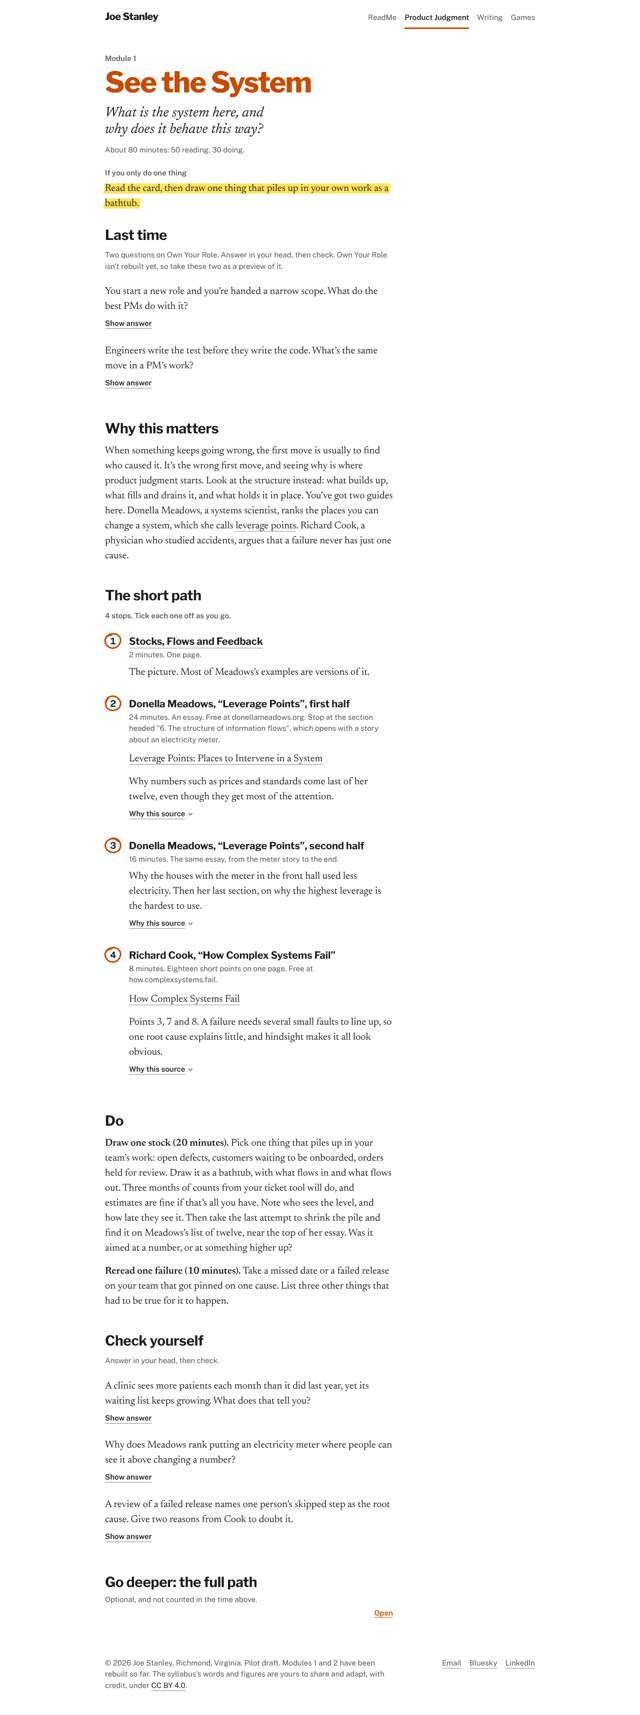 Joe Stanley
ReadMe Product Judgment Writing Games
Module 1
See the System
What is the system here, and
why does it behave this way?
About 80 minutes: 50 reading, 30 doing.
If you only do one thing
Read the card, then draw one thing that piles up in your own work as a
bathtub.
Last time
Two questions on Own Your Role. Answer in your head, then check. Own Your Role
isn't rebuilt yet, so take these two as a preview of it.
You start a new role and you're handed a narrow scope. What do the
best PMs do with it?
Show answer
Engineers write the test before they write the code. What's the same
move in a PM's work?
Show answer
Why this matters
When something keeps going wrong, the first move is usually to find
who caused it. It's the wrong first move, and seeing why is where
product judgment starts. Look at the structure instead: what builds up,
what fills and drains it, and what holds it in place. You've got two guides
here. Donella Meadows, a systems scientist, ranks the places you can
change a system, which she calls leverage points. Richard Cook, a
physician who studied accidents, argues that a failure never has just one
cause.
The short path
4 stops. Tick each one off as you go.
1 Stocks, Flows and Feedback
2 minutes. One page.
The picture. Most of Meadows's examples are versions of it.
2 Donella Meadows, “Leverage Points”, first half
24 minutes. An essay. Free at donellameadows.org. Stop at the section
headed "6. The structure of information flows", which opens with a story
about an electricity meter.
Leverage Points: Places to Intervene in a System
Why numbers such as prices and standards come last of her
twelve, even though they get most of the attention.
Why this source
3 Donella Meadows, “Leverage Points”, second half
16 minutes. The same essay, from the meter story to the end.
Why the houses with the meter in the front hall used less
electricity. Then her last section, on why the highest leverage is
the hardest to use.
Why this source
4 Richard Cook, “How Complex Systems Fail”
8 minutes. Eighteen short points on one page. Free at
how.complexsystems.fail.
How Complex Systems Fail
Points 3, 7 and 8. A failure needs several small faults to line up, so
one root cause explains little, and hindsight makes it all look
obvious.
Why this source
Do
Draw one stock (20 minutes). Pick one thing that piles up in your
team's work: open defects, customers waiting to be onboarded, orders
held for review. Draw it as a bathtub, with what flows in and what flows
out. Three months of counts from your ticket tool will do, and
estimates are fine if that's all you have. Note who sees the level, and
how late they see it. Then take the last attempt to shrink the pile and
find it on Meadows's list of twelve, near the top of her essay. Was it
aimed at a number, or at something higher up?
Reread one failure (10 minutes). Take a missed date or a failed release
on your team that got pinned on one cause. List three other things that
had to be true for it to happen.
Check yourself
Answer in your head, then check.
A clinic sees more patients each month than it did last year, yet its
waiting list keeps growing. What does that tell you?
Show answer
Why does Meadows rank putting an electricity meter where people can
see it above changing a number?
Show answer
A review of a failed release names one person's skipped step as the root
cause. Give two reasons from Cook to doubt it.
Show answer
Go deeper: the full path
Optional, and not counted in the time above.
Open
© 2026 Joe Stanley, Richmond, Virginia. Pilot draft. Modules 1 and 2 have been
rebuilt so far. The syllabus's words and figures are yours to share and adapt, with
credit, under CC BY 4.0.
Email Bluesky LinkedIn